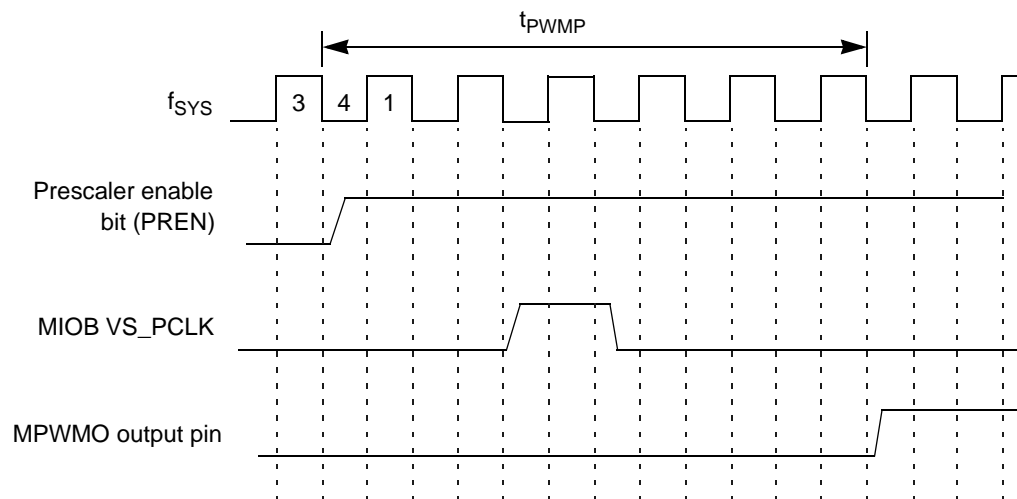 tPWMP
fSYS
3 4 1
Prescaler enable
bit (PREN)
MIOB VS_PCLK
MPWMO output pin